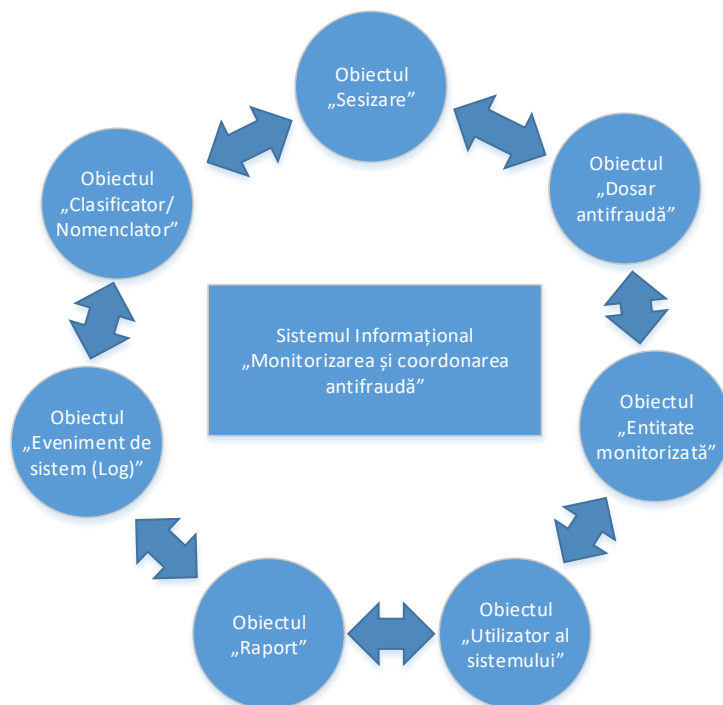 Obiectul
„Sesizare”
Obiectul
„Dosar
antifraudă”
Obiectul
„Clasificator/
Nomenclator”
Sistemul Informațional
„Monitorizarea și coordonarea
antifraudă”
Obiectul
„Entitate
monitorizată”
Obiectul
„Eveniment de
sistem (Log)”
Obiectul
„Utilizator al
sistemului”
Obiectul
„Raport”